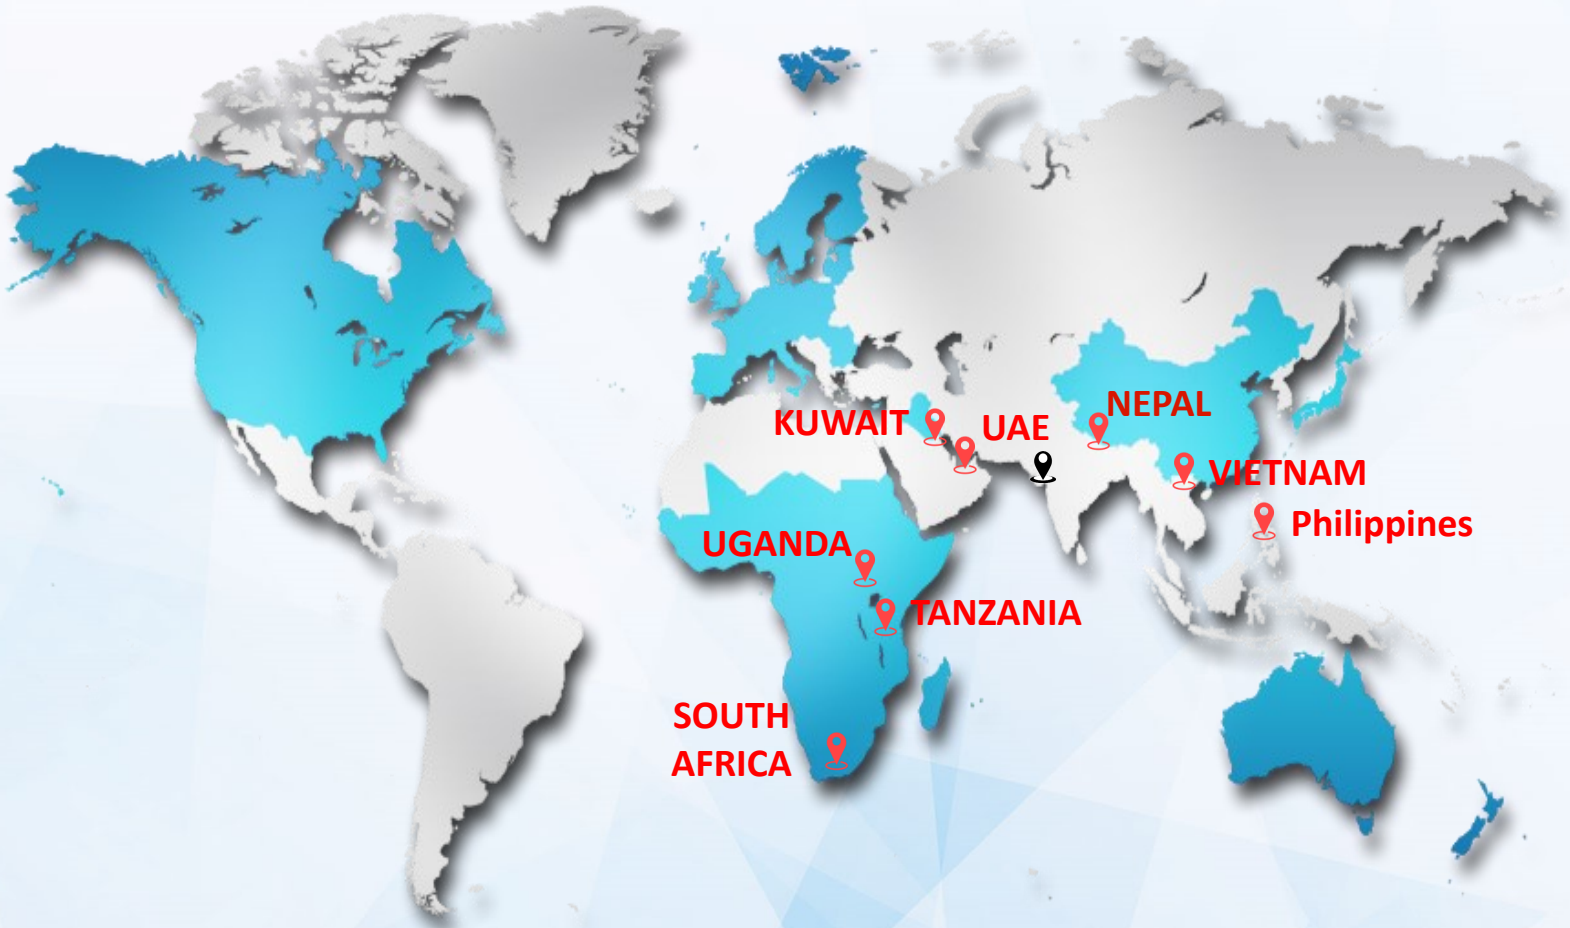 NEPAL
KUWAIT
UAE
VIETNAM
Philippines
UGANDA
TANZANIA
SOUTH
AFRICA